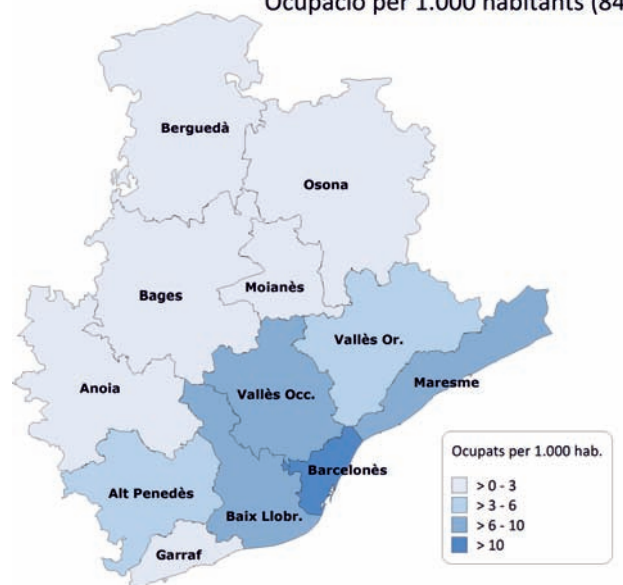 Ocupació per 1.000 habitants (84
Berguedà
Osona
Bages
Moianès
Vallès Or.
Anoia
Vallès Occ.
Maresme
Barcelonès
Alt Penedès
Baix Llobr.
Garraf
Ocupats per 1.000 hab.
> 0 - 3
> 3 - 6
> 6 - 10
> 10